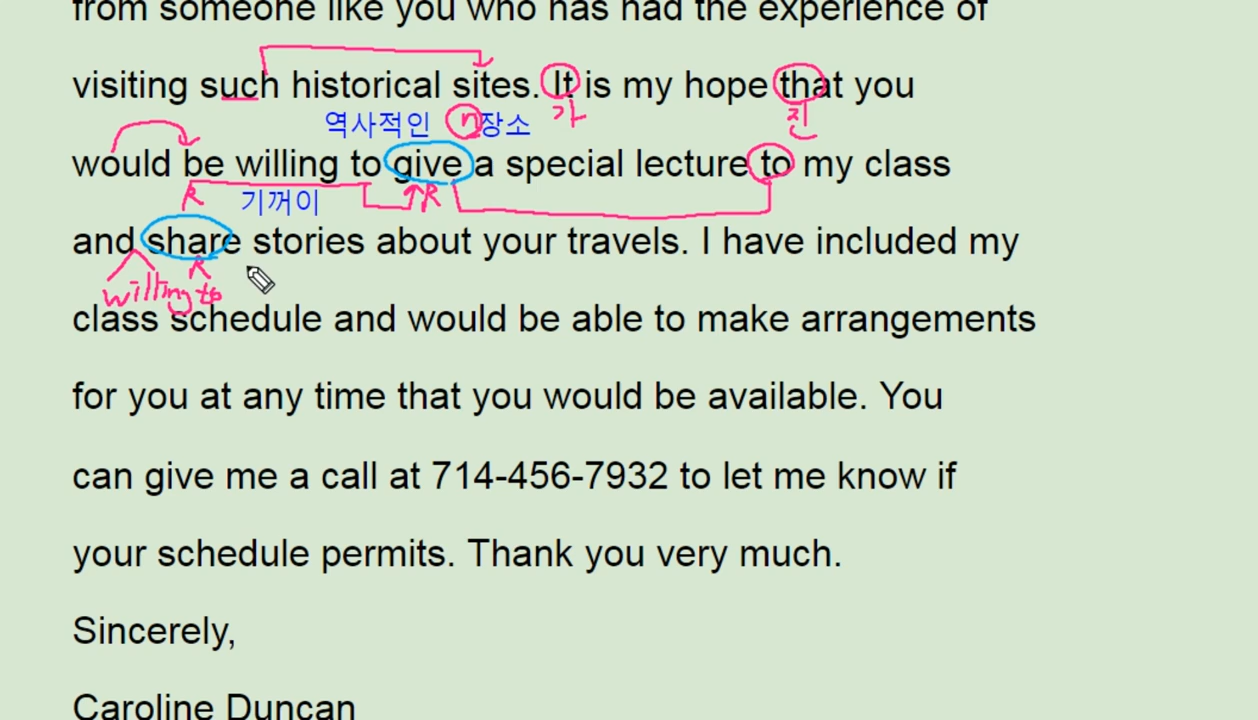 from someone like you who has had the experience of
visiting such historical sites. It is my hope that you
역사적인 n장소 가 진
would be willing to give a special lecture to my class
R 기꺼이 R
and share stories about your travels. I have included my
R
willing to
class schedule and would be able to make arrangements
for you at any time that you would be available. You
can give me a call at 714-456-7932 to let me know if
your schedule permits. Thank you very much.
Sincerely,
Caroline Duncan